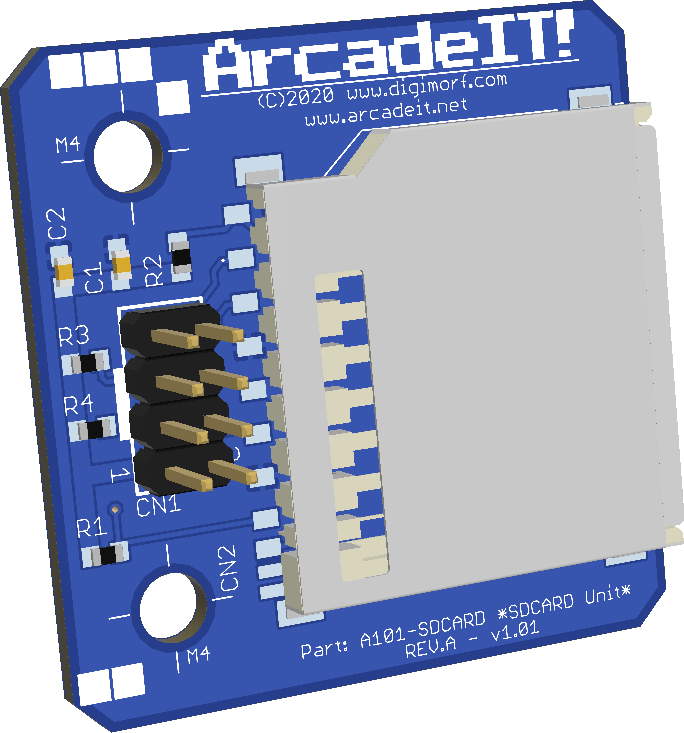 ArcadeIT!
(C)2020 www.digimorf.com
www.arcadeit.net
M4
C2
C1
R2
R3
R4
1
CN1
R1
CN2
M4
Part: A101-SDCARD *SDCARD Unit*
REV.A - v1.01